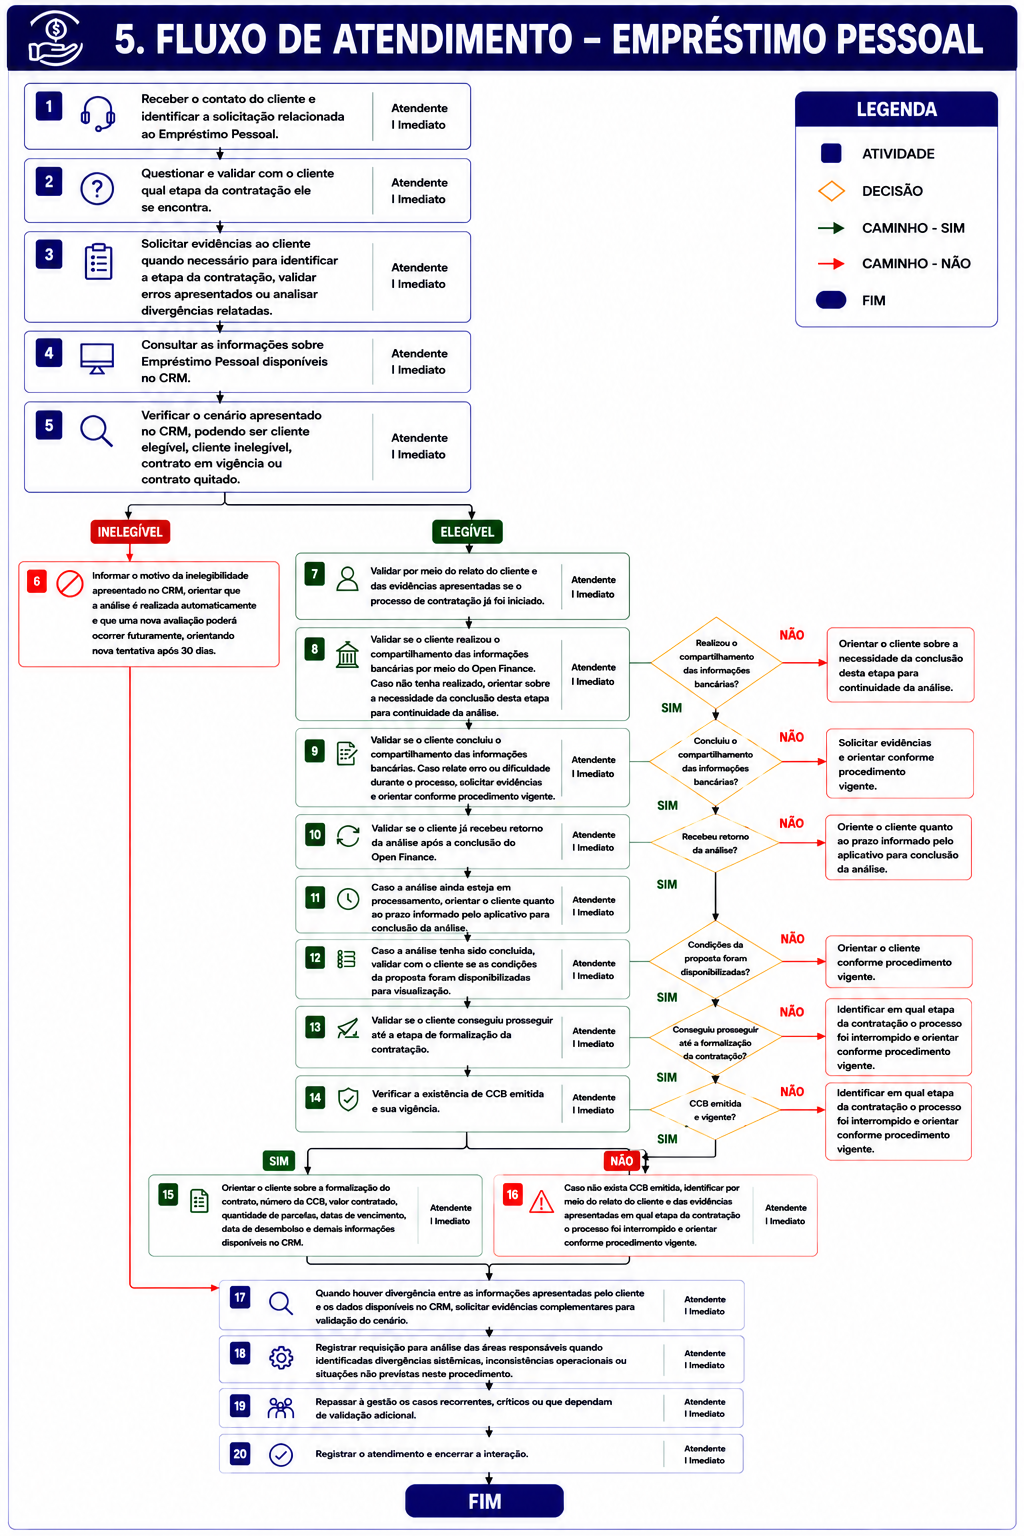 5. FLUXO DE ATENDIMENTO – EMPRÉSTIMO PESSOAL
LEGENDA
ATIVIDADE
DECISÃO
CAMINHO - SIM
CAMINHO - NÃO
FIM
1
Receber o contato do cliente e
identificar a solicitação relacionada
ao Empréstimo Pessoal.
Atendente
| Imediato
2
Questionar e validar com o cliente
qual etapa da contratação ele
se encontra.
Atendente
| Imediato
3
Solicitar evidências ao cliente
quando necessário para identificar
a etapa da contratação, validar
erros apresentados ou analisar
divergências relatadas.
Atendente
| Imediato
4
Consultar as informações sobre
Empréstimo Pessoal disponíveis
no CRM.
Atendente
| Imediato
5
Verificar o cenário apresentado
no CRM, podendo ser cliente
elegível, cliente inelegível,
contrato em vigência ou
contrato quitado.
Atendente
| Imediato
INELEGÍVEL
ELEGÍVEL
6
Informar o motivo da inelegibilidade
apresentado no CRM, orientar que
a análise é realizada automaticamente
e que uma nova avaliação poderá
ocorrer futuramente, orientando
nova tentativa após 30 dias.
7
Validar por meio do relato do cliente e
das evidências apresentadas se o
processo de contratação já foi iniciado.
Atendente
| Imediato
8
Validar se o cliente realizou o
compartilhamento das informações
bancárias por meio do Open Finance.
Caso não tenha realizado, orientar sobre
a necessidade da conclusão desta etapa
para continuidade da análise.
Atendente
| Imediato
Realizou o
compartilhamento
das informações
bancárias?
NÃO
Orientar o cliente sobre a
necessidade da conclusão
desta etapa para
continuidade da análise.
SIM
9
Validar se o cliente concluiu o
compartilhamento das informações
bancárias. Caso relate erro ou dificuldade
durante o processo, solicitar evidências
e orientar conforme procedimento vigente.
Atendente
| Imediato
Concluiu o
compartilhamento
das informações
bancárias?
NÃO
Solicitar evidências
e orientar conforme
procedimento
vigente.
SIM
10
Validar se o cliente já recebeu retorno
da análise após a conclusão do
Open Finance.
Atendente
| Imediato
Recebeu retorno
da análise?
NÃO
Oriente o cliente quanto
ao prazo informado pelo
aplicativo para conclusão
da análise.
SIM
11
Caso a análise ainda esteja em
processamento, orientar o cliente quanto
ao prazo informado pelo aplicativo para
conclusão da análise.
Atendente
| Imediato
12
Caso a análise tenha sido concluída,
validar com o cliente se as condições
da proposta foram disponibilizadas
para visualização.
Atendente
| Imediato
Condições da
proposta foram
disponibilizadas?
NÃO
Orientar o cliente
conforme procedimento
vigente.
SIM
13
Validar se o cliente conseguiu prosseguir
até a etapa de formalização da
contratação.
Atendente
| Imediato
Conseguiu prosseguir
até a formalização
da contratação?
NÃO
Identificar em qual etapa
da contratação o processo
foi interrompido e orientar
conforme procedimento
vigente.
SIM
14
Verificar a existência de CCB emitida
e sua vigência.
Atendente
| Imediato
CCB emitida
e vigente?
NÃO
Identificar em qual etapa
da contratação o processo
foi interrompido e orientar
conforme procedimento
vigente.
SIM
SIM
NÃO
15
Orientar o cliente sobre a formalização do
contrato, número da CCB, valor contratado,
quantidade de parcelas, datas de vencimento,
data de desembolso e demais informações
disponíveis no CRM.
Atendente
| Imediato
16
Caso não exista CCB emitida, identificar por
meio do relato do cliente e das evidências
apresentadas em qual etapa da contratação
o processo foi interrompido e orientar
conforme procedimento vigente.
Atendente
| Imediato
17
Quando houver divergência entre as informações apresentadas pelo cliente
e os dados disponíveis no CRM, solicitar evidências complementares para
validação do cenário.
Atendente
| Imediato
18
Registrar requisição para análise das áreas responsáveis quando
identificadas divergências sistêmicas, inconsistências operacionais ou
situações não previstas neste procedimento.
Atendente
| Imediato
19
Repassar à gestão os casos recorrentes, críticos ou que dependam
de validação adicional.
Atendente
| Imediato
20
Registrar o atendimento e encerrar a interação.
Atendente
| Imediato
FIM